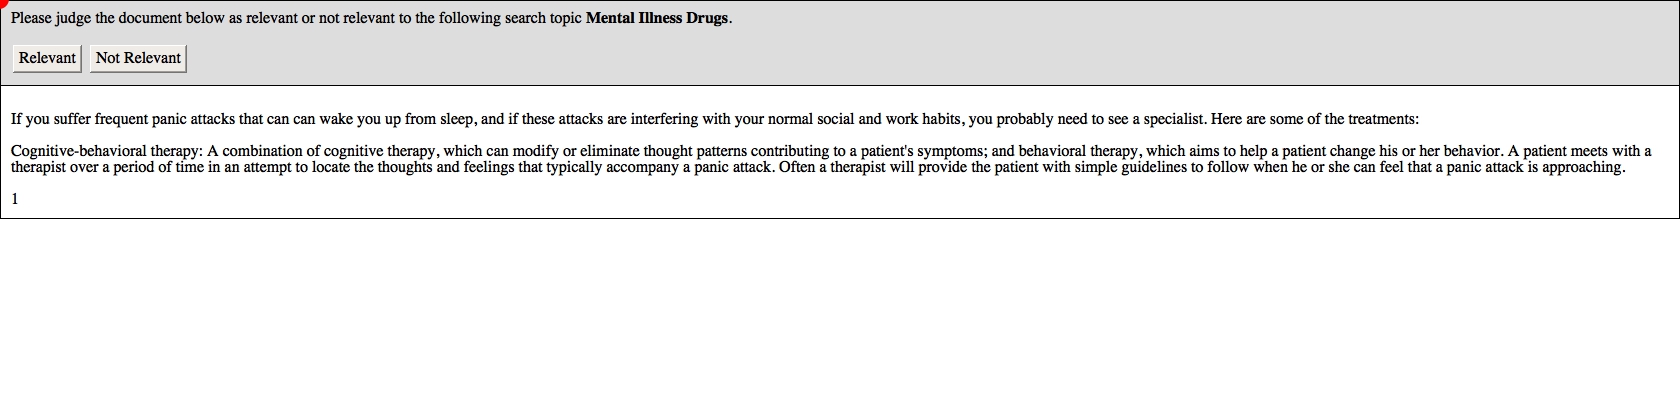 Please judge the document below as relevant or not relevant to the following search topic Mental Illness Drugs.
Relevant Not Relevant
If you suffer frequent panic attacks that can can wake you up from sleep, and if these attacks are interfering with your normal social and work habits, you probably need to see a specialist. Here are some of the treatments:
Cognitive-behavioral therapy: A combination of cognitive therapy, which can modify or eliminate thought patterns contributing to a patient's symptoms; and behavioral therapy, which aims to help a patient change his or her behavior. A patient meets with a
therapist over a period of time in an attempt to locate the thoughts and feelings that typically accompany a panic attack. Often a therapist will provide the patient with simple guidelines to follow when he or she can feel that a panic attack is approaching.
1